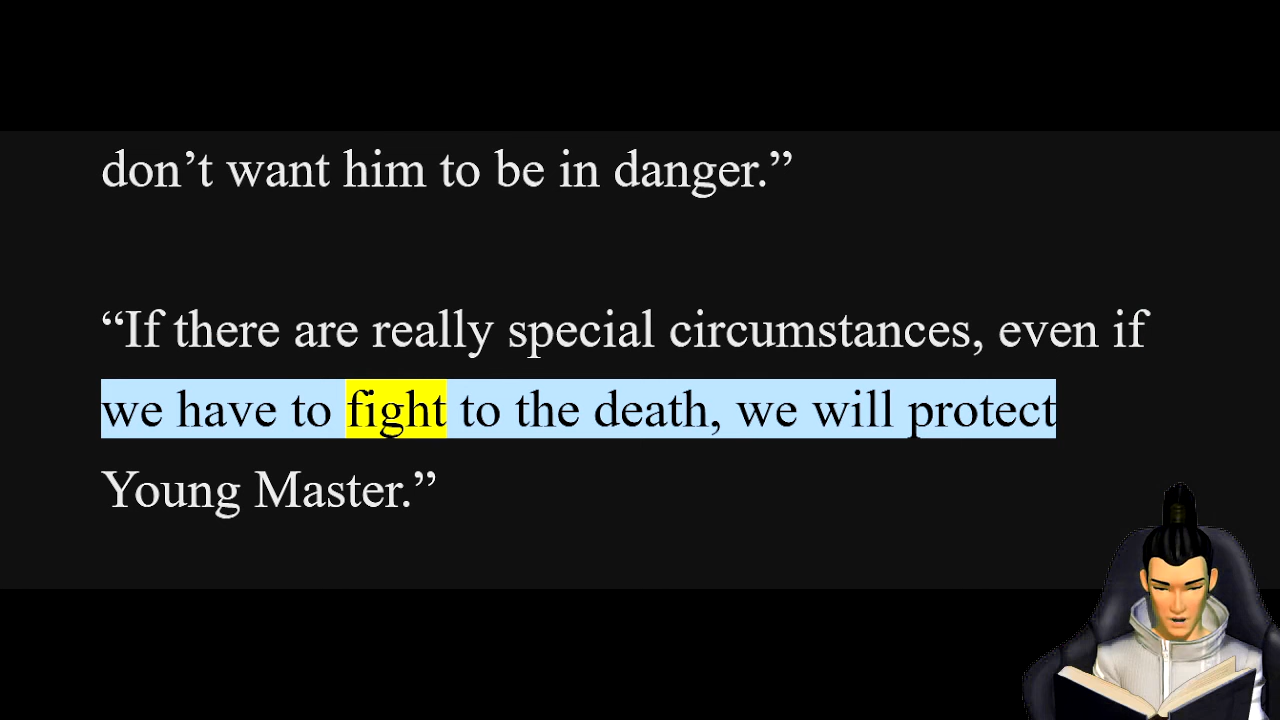 don’t want him to be in danger.”
“If there are really special circumstances, even if
we have to fight to the death, we will protect
Young Master.”